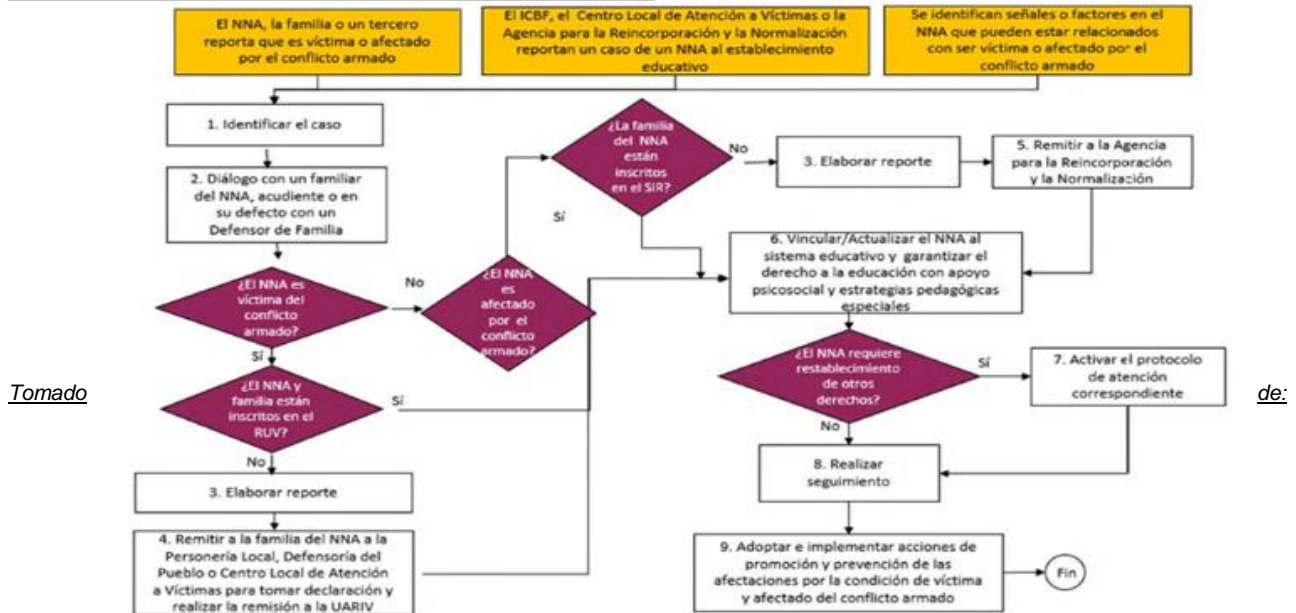 El NNA, la familia o un tercero
reporta que es víctima o afectado
por el conflicto armado
El ICBF, el Centro Local de Atención a Víctimas o la
Agencia para la Reincorporación y la Normalización
reportan un caso de un NNA al establecimiento
educativo
Se identifican señales o factores en el
NNA que pueden estar relacionados
con ser víctima o afectado por el
conflicto armado
1. Identificar el caso
2. Diálogo con un familiar
del NNA, acudiente o en
su defecto con un
Defensor de Familia
¿El NNA es
víctima del
conflicto
armado?
No
Sí
¿El NNA
es
afectado
por el
conflicto
armado?
¿La familia
del NNA
están
inscritos
en el SIR?
No
Sí
3. Elaborar reporte
5. Remitir a la Agencia
para la Reincorporación
y la Normalización
¿El NNA y
familia están
inscritos en el
RUV?
Sí
No
3. Elaborar reporte
4. Remitir a la familia del NNA a la
Personería Local, Defensoría del
Pueblo o Centro Local de Atención
a Víctimas para tomar declaración y
realizar la remisión a la UARIV
6. Vincular/Actualizar el NNA al
sistema educativo y garantizar el
derecho a la educación con apoyo
psicosocial y estrategias pedagógicas
especiales
¿El NNA requiere
restablecimiento
de otros
derechos?
Sí
No
7. Activar el protocolo
de atención
correspondiente
8. Realizar
seguimiento
9. Adoptar e implementar acciones de
promoción y prevención de las
afectaciones por la condición de víctima
y afectado del conflicto armado
Fin
Tomado de: